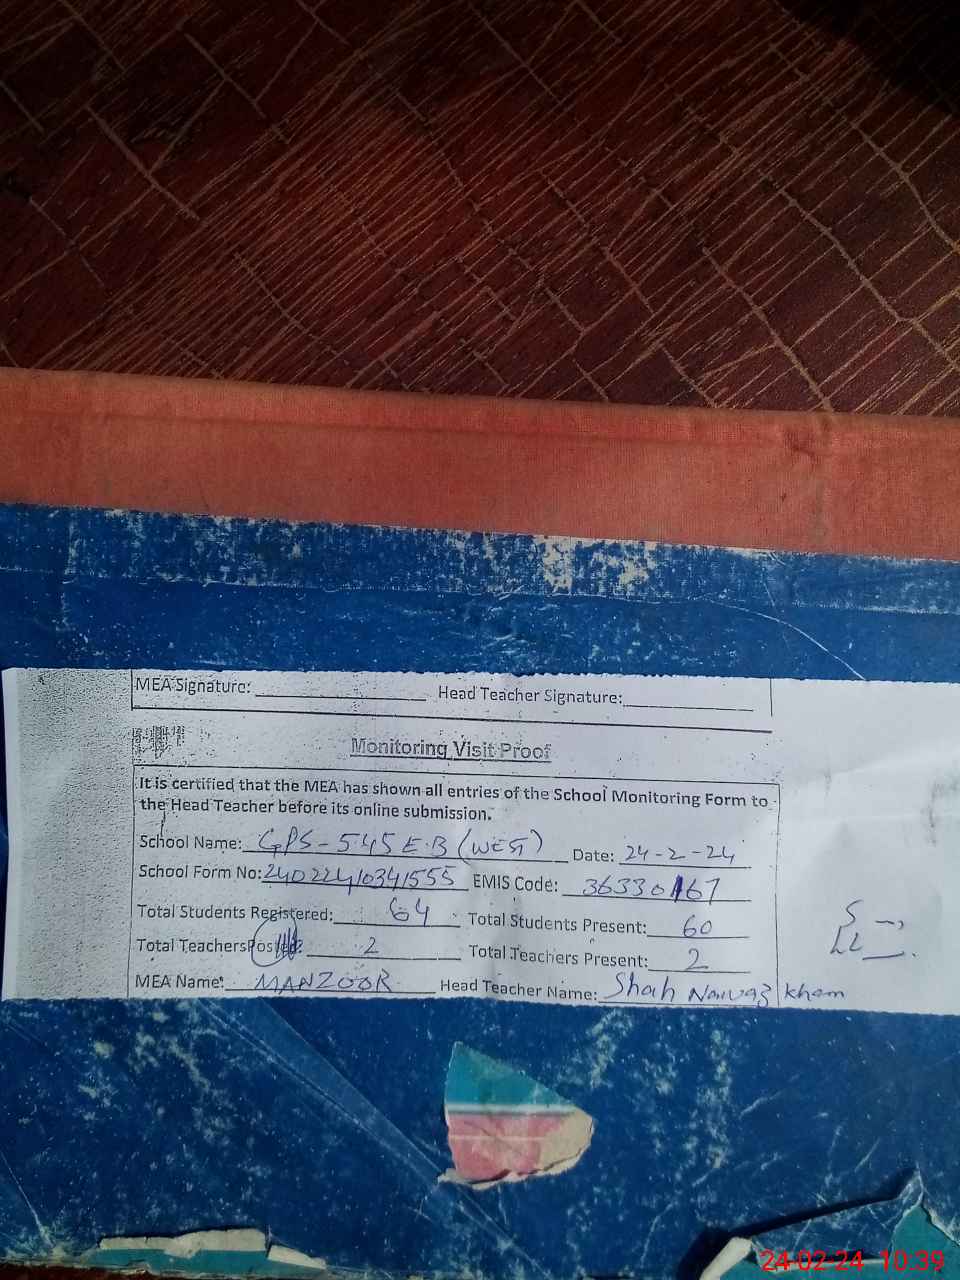 MEA Signature: Head Teacher Signature:
Monitoring Visit Proof
It is certified that the MEA has shown all entries of the School Monitoring Form to
the Head Teacher before its online submission.
School Name: GPS-545 E.B (WEST) Date: 24-2-24
School Form No: 24022410341555 EMIS Code: 36330167
Total Students Registered: 64 Total Students Present: 60
Total Teachers Posted: 2 Total Teachers Present: 2
MEA Name: MANZOOR Head Teacher Name: Shah Nawaz Khan
24-02-24 10:39